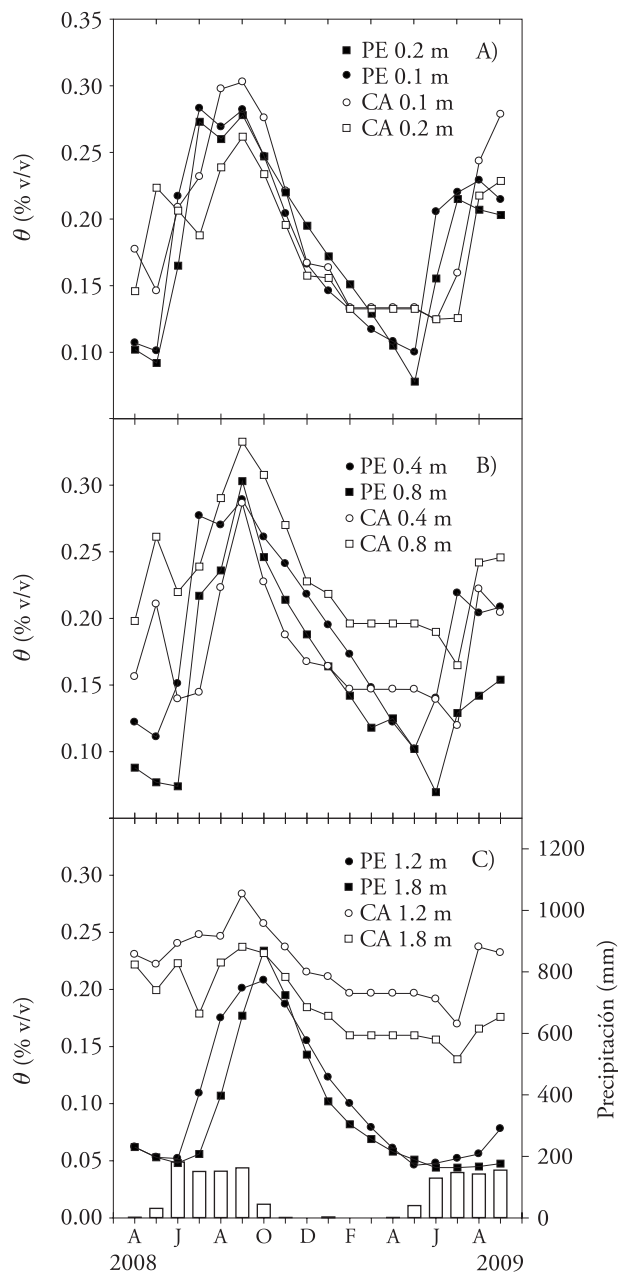 0.35
A)
PE 0.2 m
PE 0.1 m
CA 0.1 m
CA 0.2 m
0.30
0.25
0.20
0.15
0.10
θ (% v/v)
B)
PE 0.4 m
PE 0.8 m
CA 0.4 m
CA 0.8 m
0.30
0.25
0.20
0.15
0.10
θ (% v/v)
C)
PE 1.2 m
PE 1.8 m
CA 1.2 m
CA 1.8 m
0.30
0.25
0.20
0.15
0.10
0.05
0.00
θ (% v/v)
1200
1000
800
600
400
200
0
Precipitación (mm)
A J A O D F A J A
2008 2009